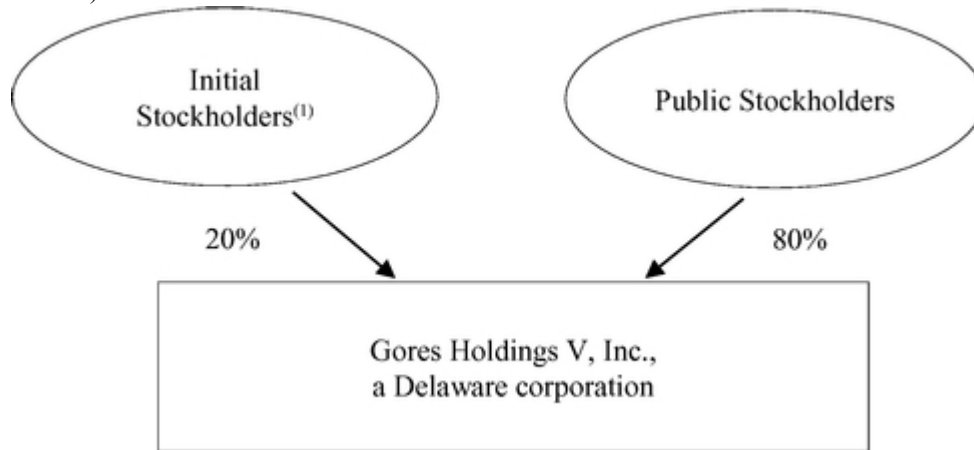 Initial
Stockholders(1)
Public Stockholders
20%
80%
Gores Holdings V, Inc.,
a Delaware corporation